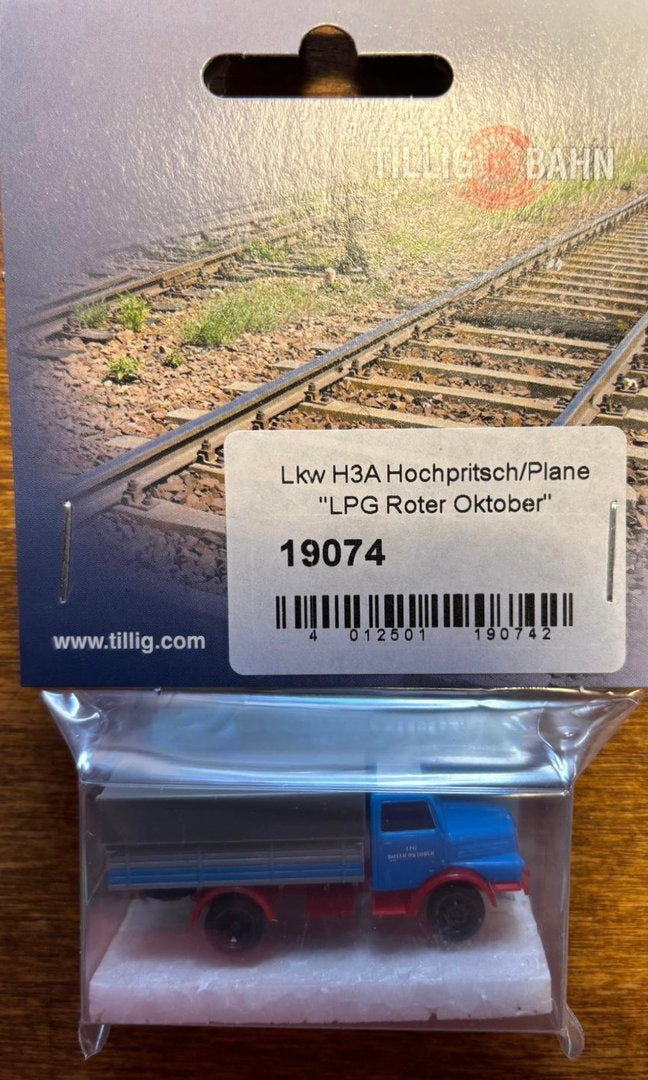 TILLIG BAHN
Lkw H3A Hochpritsch/Plane
"LPG Roter Oktober"
19074
4 012501 190742
www.tillig.com
LPG
ROTER OKTOBER